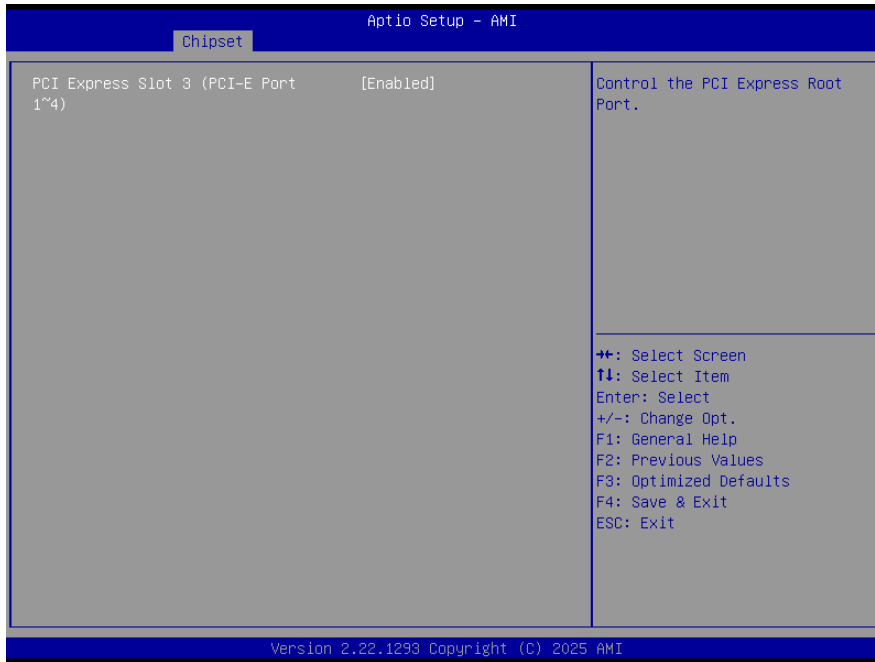 Aptio Setup - AMI
Chipset
PCI Express Slot 3 (PCI-E Port [Enabled]
1~4)
Control the PCI Express Root
Port.
→←: Select Screen
↑↓: Select Item
Enter: Select
+/-: Change Opt.
F1: General Help
F2: Previous Values
F3: Optimized Defaults
F4: Save & Exit
ESC: Exit
Version 2.22.1293 Copyright (C) 2025 AMI